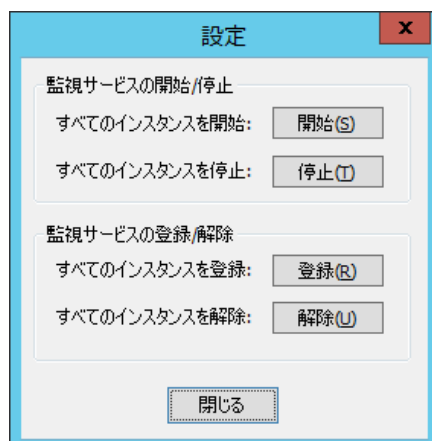 設定
x
監視サービスの開始/停止
すべてのインスタンスを開始: 開始(S)
すべてのインスタンスを停止: 停止(T)
監視サービスの登録/解除
すべてのインスタンスを登録: 登録(R)
すべてのインスタンスを解除: 解除(U)
閉じる